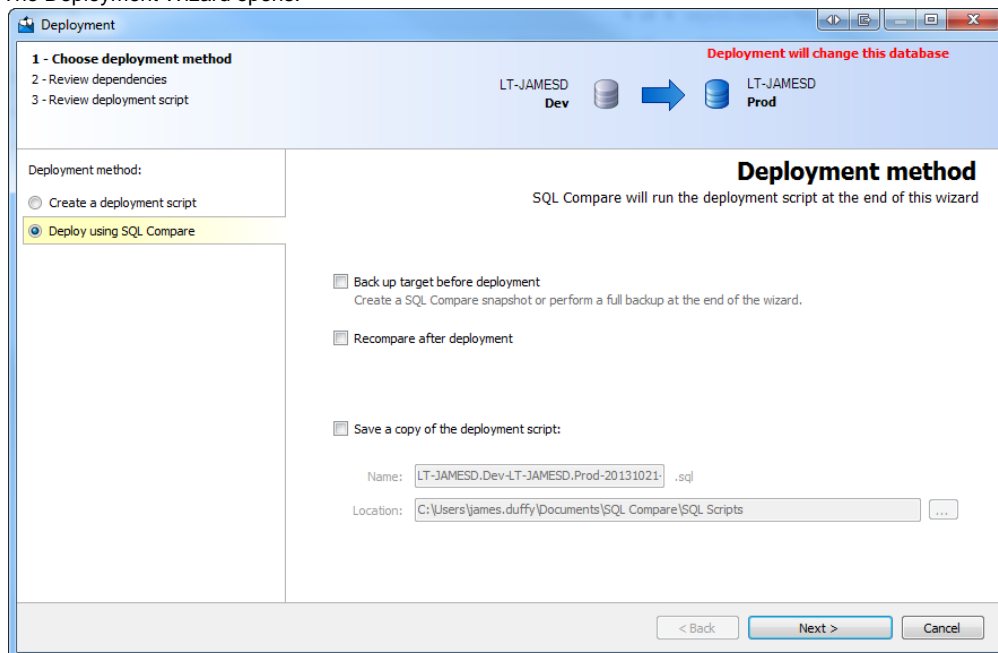 The Deployment Wizard opens.
Deployment
1 - Choose deployment method
2 - Review dependencies
3 - Review deployment script
Deployment will change this database
LT-JAMESD
Dev
LT-JAMESD
Prod
Deployment method:
Create a deployment script
Deploy using SQL Compare
Deployment method
SQL Compare will run the deployment script at the end of this wizard
Back up target before deployment
Create a SQL Compare snapshot or perform a full backup at the end of the wizard.
Recompare after deployment
Save a copy of the deployment script:
Name: LT-JAMESD.Dev-LT-JAMESD.Prod-20131021- .sql
Location: C:\Users\james.duffy\Documents\SQL Compare\SQL Scripts ...
< Back Next > Cancel